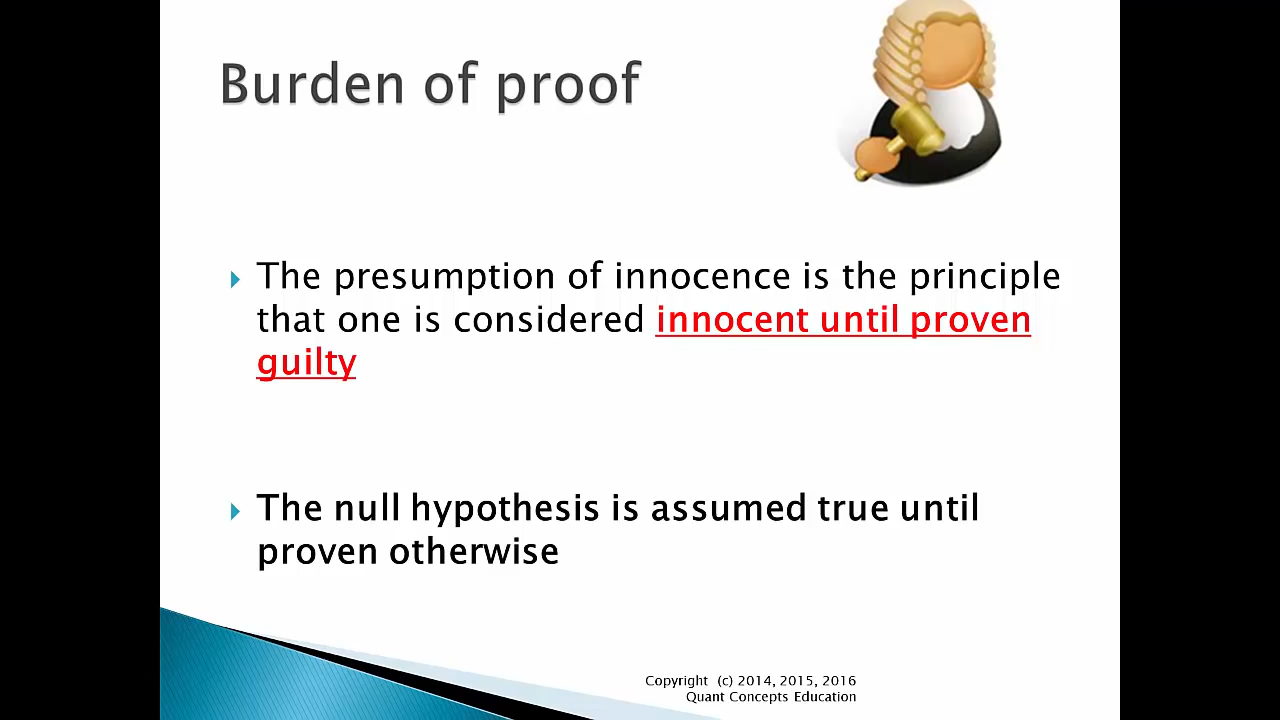 Burden of proof
The presumption of innocence is the principle
that one is considered innocent until proven
guilty
The null hypothesis is assumed true until
proven otherwise
Copyright (c) 2014, 2015, 2016
Quant Concepts Education